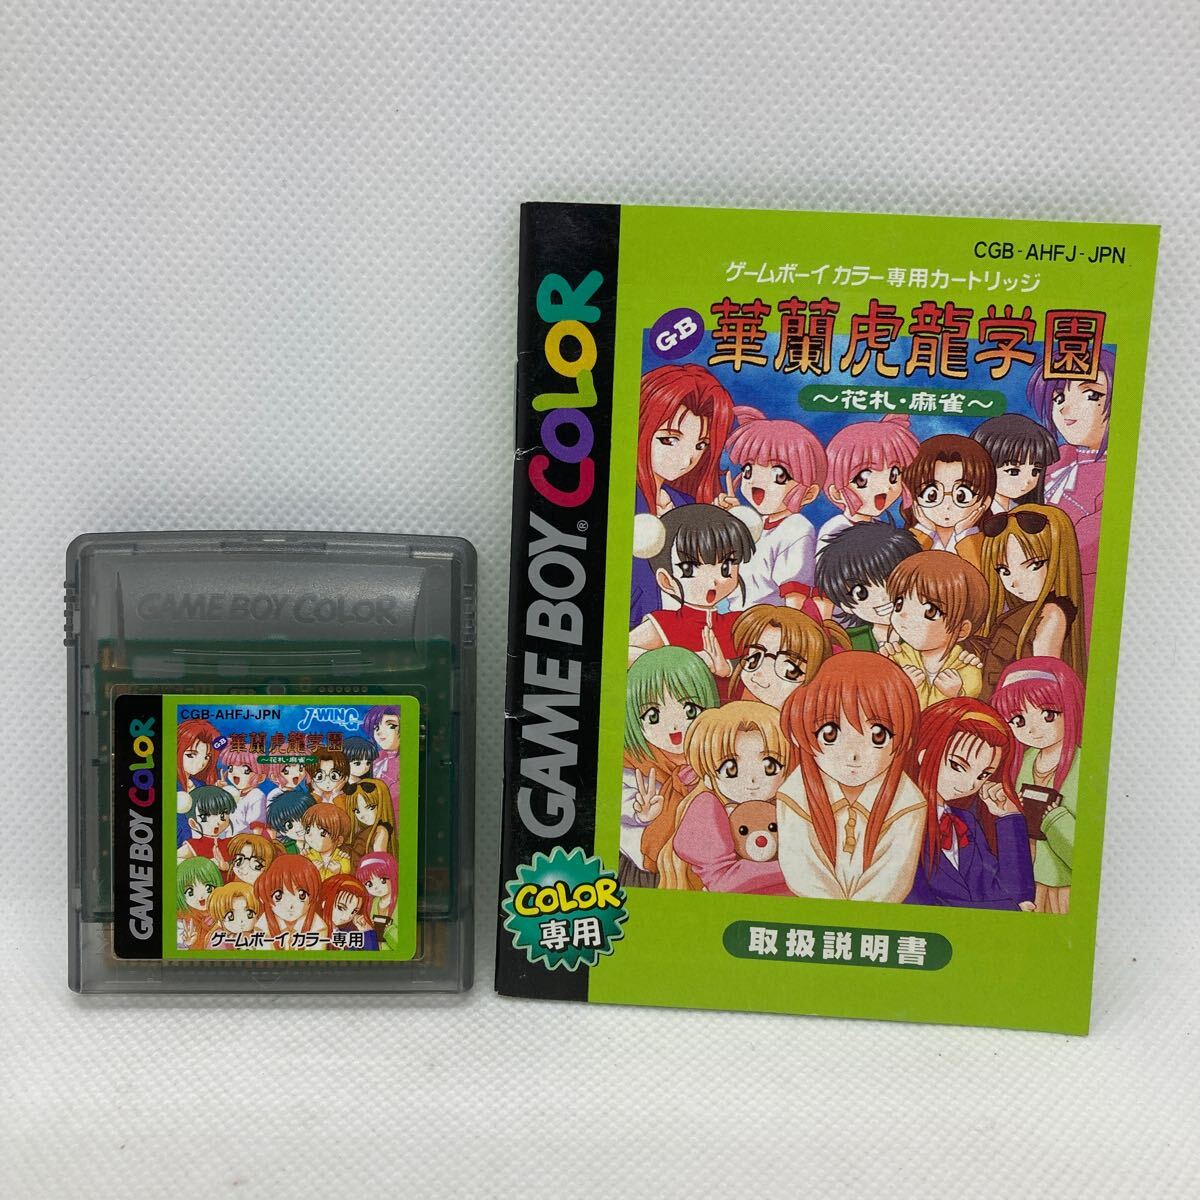 GAME BOY COLOR
CGB-AHFJ-JPN
J-WING
GB
華蘭虎龍学園
～花札・麻雀～
GAME BOY COLOR
ゲームボーイカラー専用
GAME BOY® COLOR
COLOR
専用
CGB-AHFJ-JPN
ゲームボーイカラー専用カートリッジ
GB
華蘭虎龍学園
～花札・麻雀～
取扱説明書